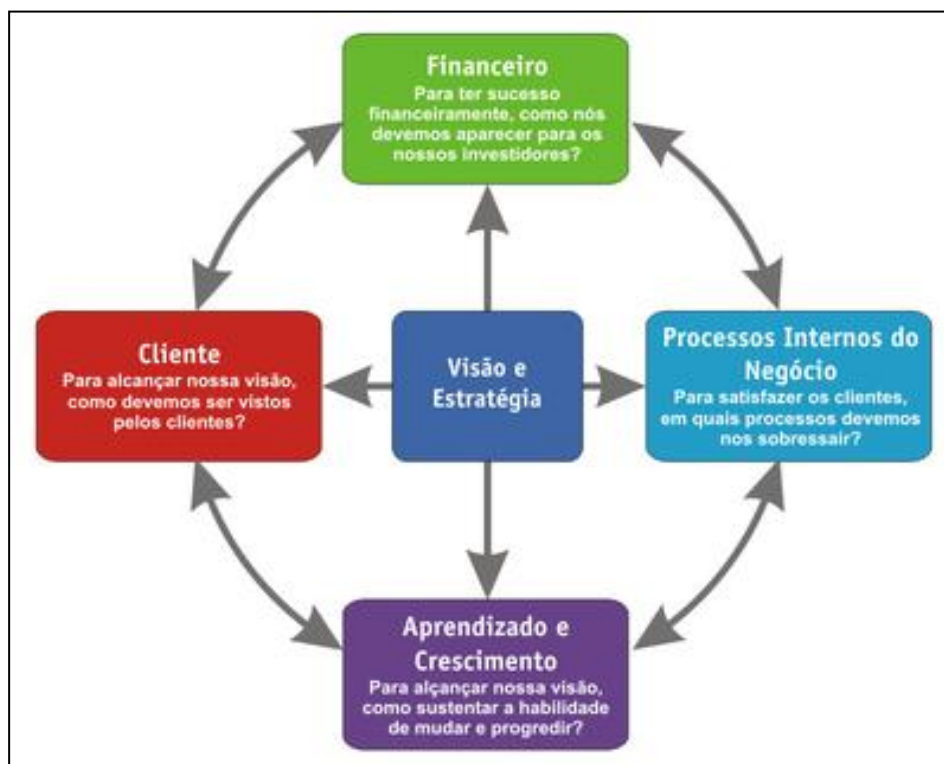 Financeiro
Para ter sucesso
financeiramente, como nós
devemos aparecer para os
nossos investidores?
Cliente
Para alcançar nossa visão,
como devemos ser vistos
pelos clientes?
Visão e
Estratégia
Processos Internos do
Negócio
Para satisfazer os clientes,
em quais processos devemos
nos sobressair?
Aprendizado e
Crescimento
Para alçançar nossa visão,
como sustentar a habilidade
de mudar e progredir?